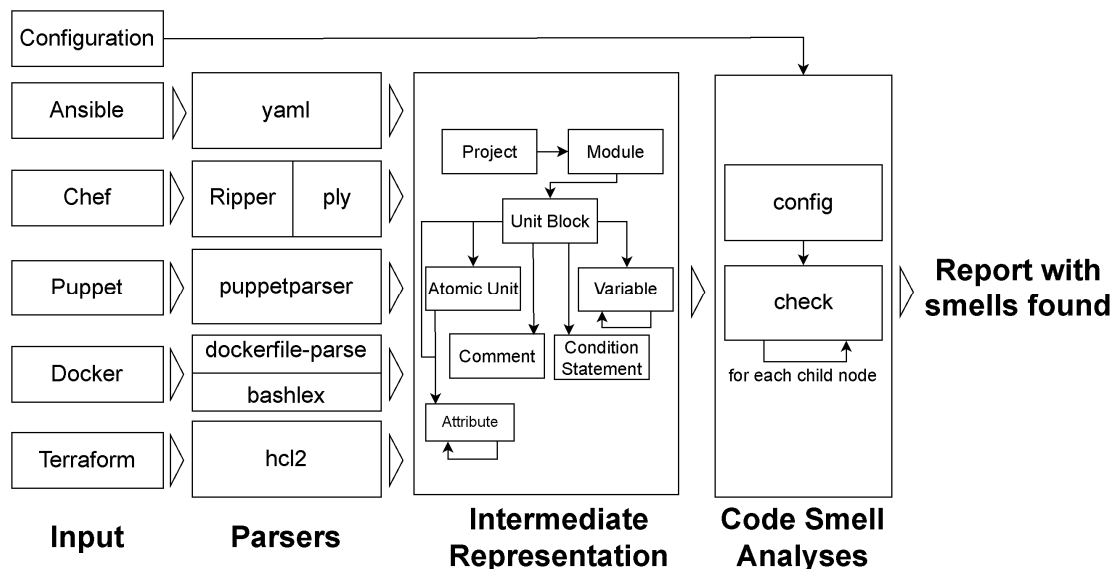 Configuration
Ansible
yaml
Chef
Ripper
ply
Puppet
puppetparser
Docker
dockerfile-parse
bashlex
Terraform
hcl2
Input
Parsers
Project
Module
Unit Block
Atomic Unit
Variable
Comment
Condition
Statement
Attribute
Intermediate
Representation
config
check
for each child node
Code Smell
Analyses
Report with
smells found